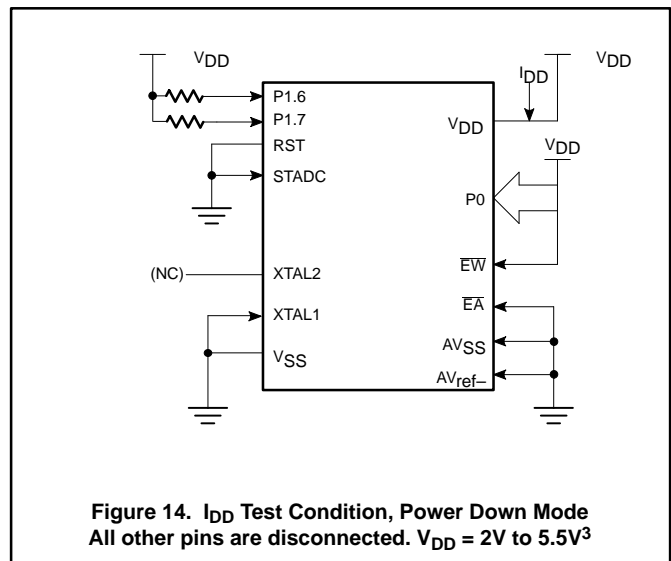 VDD
P1.6
P1.7
RST
STADC
(NC)
XTAL2
XTAL1
VSS
IDD
VDD
VDD
VDD
P0
EW
EA
AVSS
AVref–
Figure 14. IDD Test Condition, Power Down Mode
All other pins are disconnected. VDD = 2V to 5.5V3